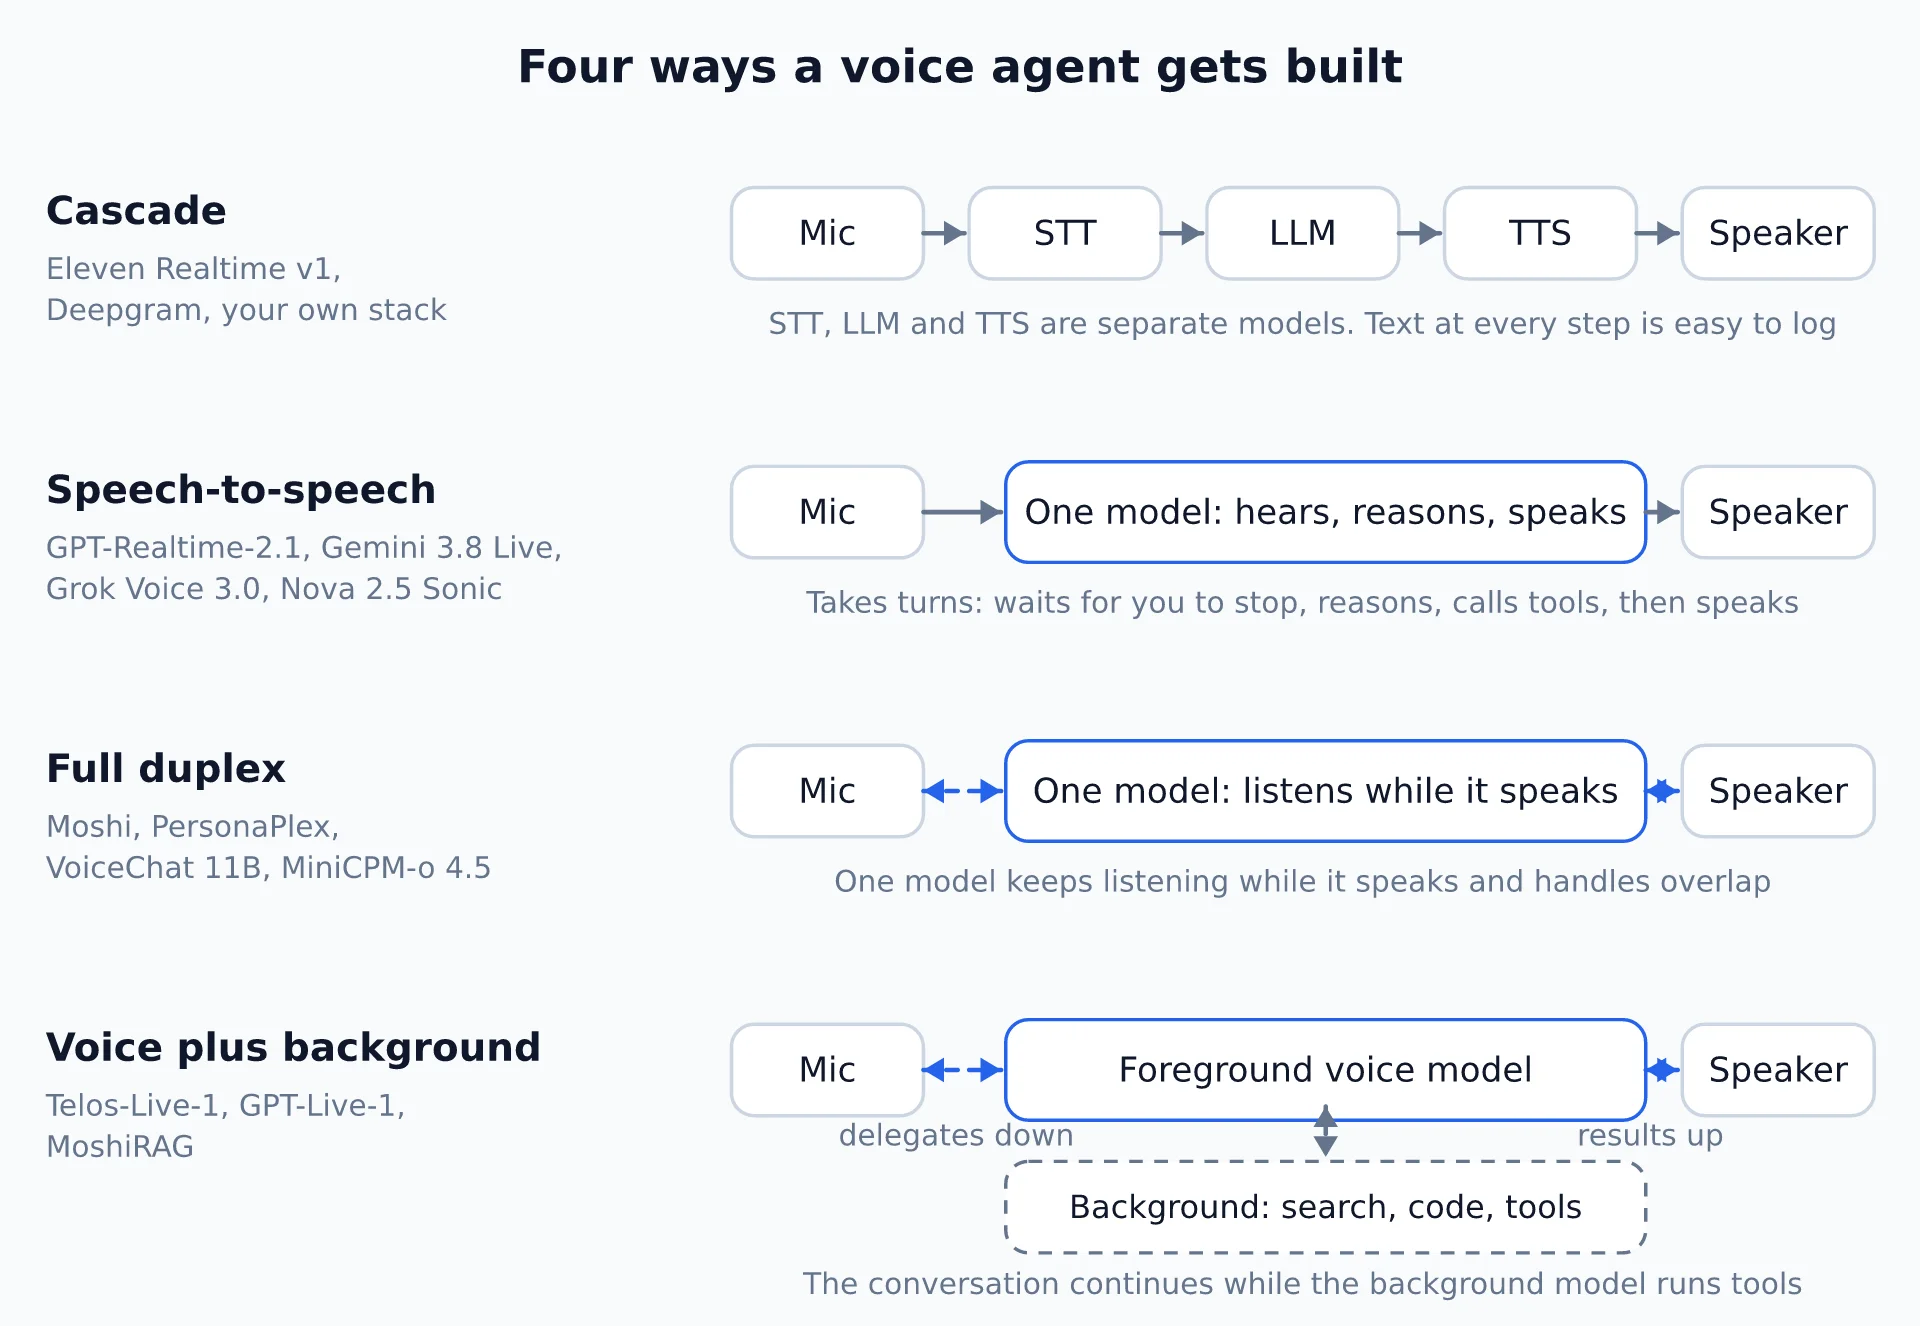 Four ways a voice agent gets built
Cascade
Eleven Realtime v1,
Deepgram, your own stack
Mic
STT
LLM
TTS
Speaker
STT, LLM and TTS are separate models. Text at every step is easy to log
Speech-to-speech
GPT-Realtime-2.1, Gemini 3.8 Live,
Grok Voice 3.0, Nova 2.5 Sonic
Mic
One model: hears, reasons, speaks
Speaker
Takes turns: waits for you to stop, reasons, calls tools, then speaks
Full duplex
Moshi, PersonaPlex,
VoiceChat 11B, MiniCPM-o 4.5
Mic
One model: listens while it speaks
Speaker
One model keeps listening while it speaks and handles overlap
Voice plus background
Telos-Live-1, GPT-Live-1,
MoshiRAG
Mic
Foreground voice model
Speaker
delegates down
results up
Background: search, code, tools
The conversation continues while the background model runs tools